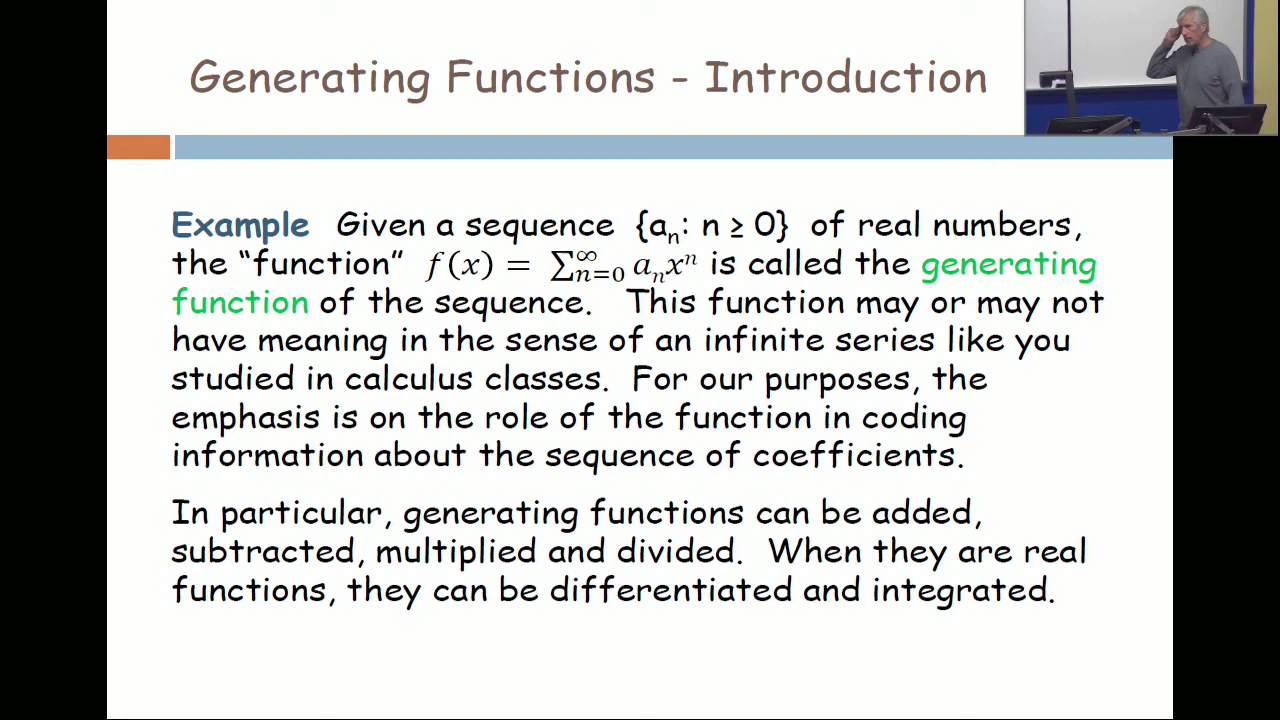 Generating Functions - Introduction
Example Given a sequence {aₙ: n ≥ 0} of real numbers,
the “function” f(x) = ∑ₙ₌₀^∞ aₙxⁿ is called the generating
function of the sequence. This function may or may not
have meaning in the sense of an infinite series like you
studied in calculus classes. For our purposes, the
emphasis is on the role of the function in coding
information about the sequence of coefficients.
In particular, generating functions can be added,
subtracted, multiplied and divided. When they are real
functions, they can be differentiated and integrated.